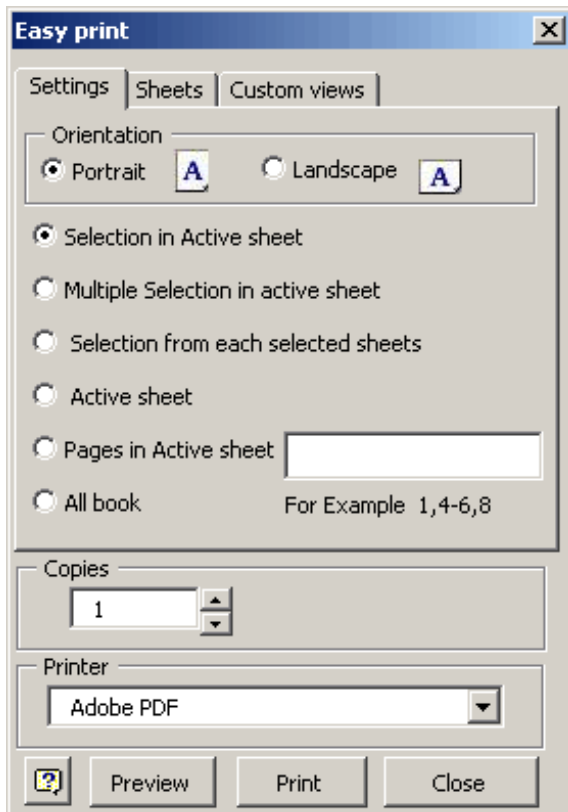 Easy print
Settings Sheets Custom views
Orientation
Portrait A Landscape A
Selection in Active sheet
Multiple Selection in active sheet
Selection from each selected sheets
Active sheet
Pages in Active sheet
All book For Example 1,4-6,8
Copies
1
Printer
Adobe PDF
? Preview Print Close